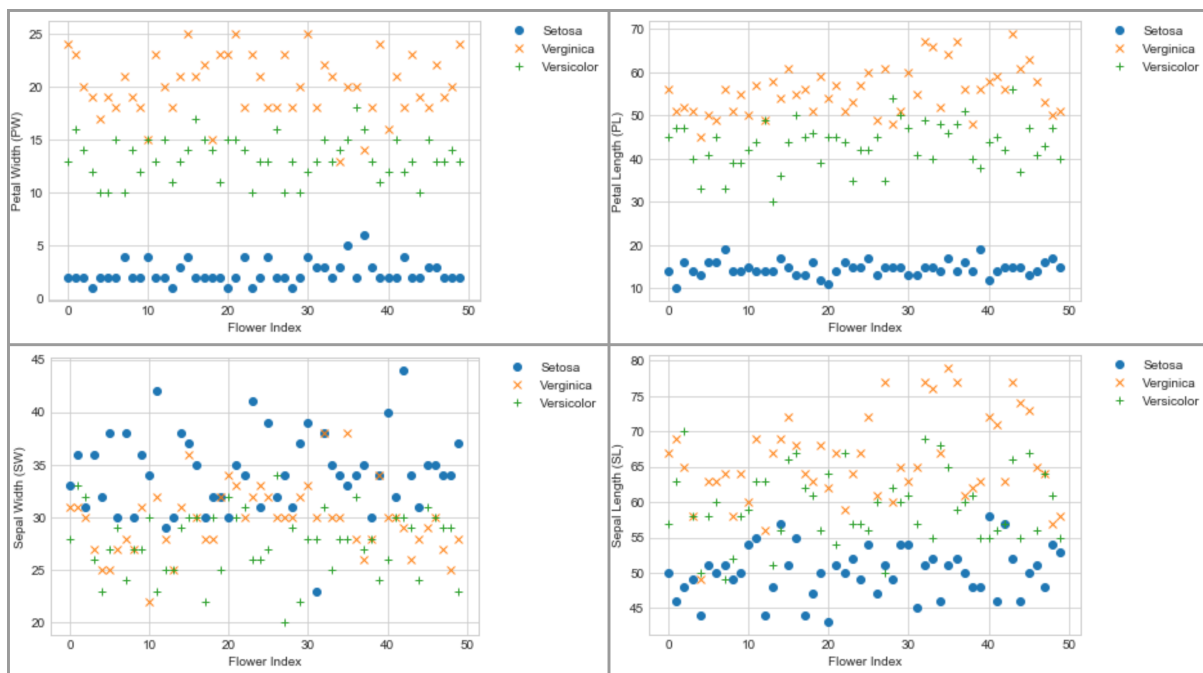 25
20
15
10
5
0
Petal Width (PW)
0 10 20 30 40 50
Flower Index
Setosa
Verginica
Versicolor
70
60
50
40
30
20
10
Petal Length (PL)
0 10 20 30 40 50
Flower Index
Setosa
Verginica
Versicolor
45
40
35
30
25
20
Sepal Width (SW)
0 10 20 30 40 50
Flower Index
Setosa
Verginica
Versicolor
80
75
70
65
60
55
50
45
Sepal Length (SL)
0 10 20 30 40 50
Flower Index
Setosa
Verginica
Versicolor